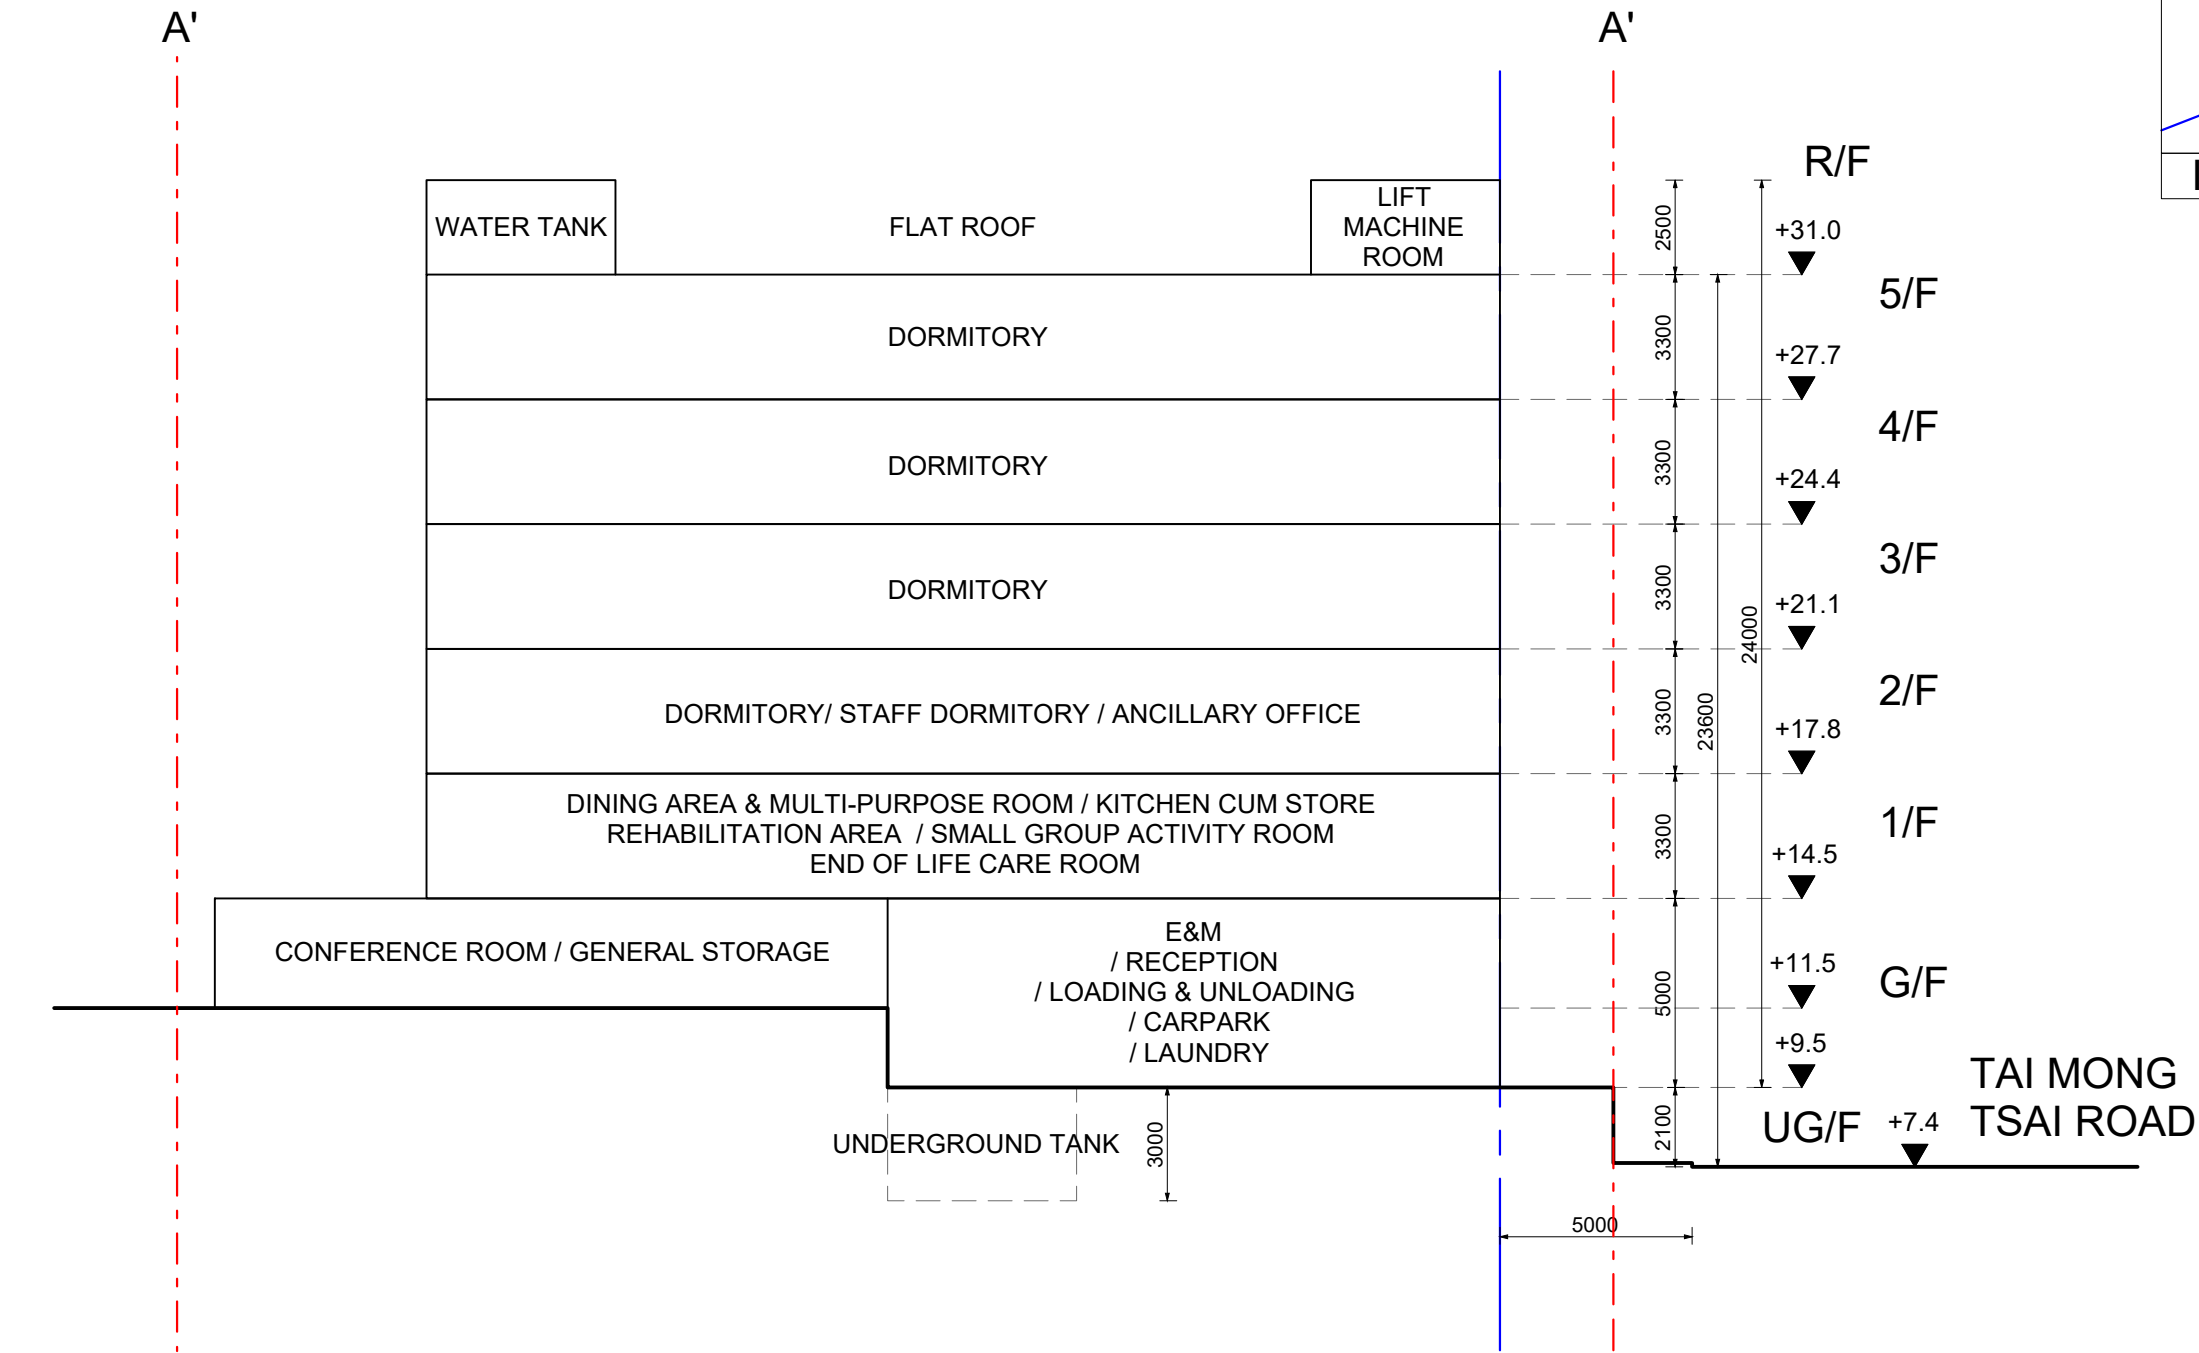 A'
A'
R/F
WATER TANK
FLAT ROOF
LIFT
MACHINE
ROOM
2500
+31.0
5/F
DORMITORY
3300
+27.7
4/F
DORMITORY
3300
+24.4
3/F
DORMITORY
3300
+21.1
24000
2/F
DORMITORY/ STAFF DORMITORY / ANCILLARY OFFICE
3300
23600
+17.8
1/F
DINING AREA & MULTI-PURPOSE ROOM / KITCHEN CUM STORE
REHABILITATION AREA / SMALL GROUP ACTIVITY ROOM
END OF LIFE CARE ROOM
3300
+14.5
CONFERENCE ROOM / GENERAL STORAGE
E&M
/ RECEPTION
/ LOADING & UNLOADING
/ CARPARK
/ LAUNDRY
5000
+11.5
G/F
+9.5
TAI MONG
TSAI ROAD
UNDERGROUND TANK
3000
2100
UG/F
+7.4
5000